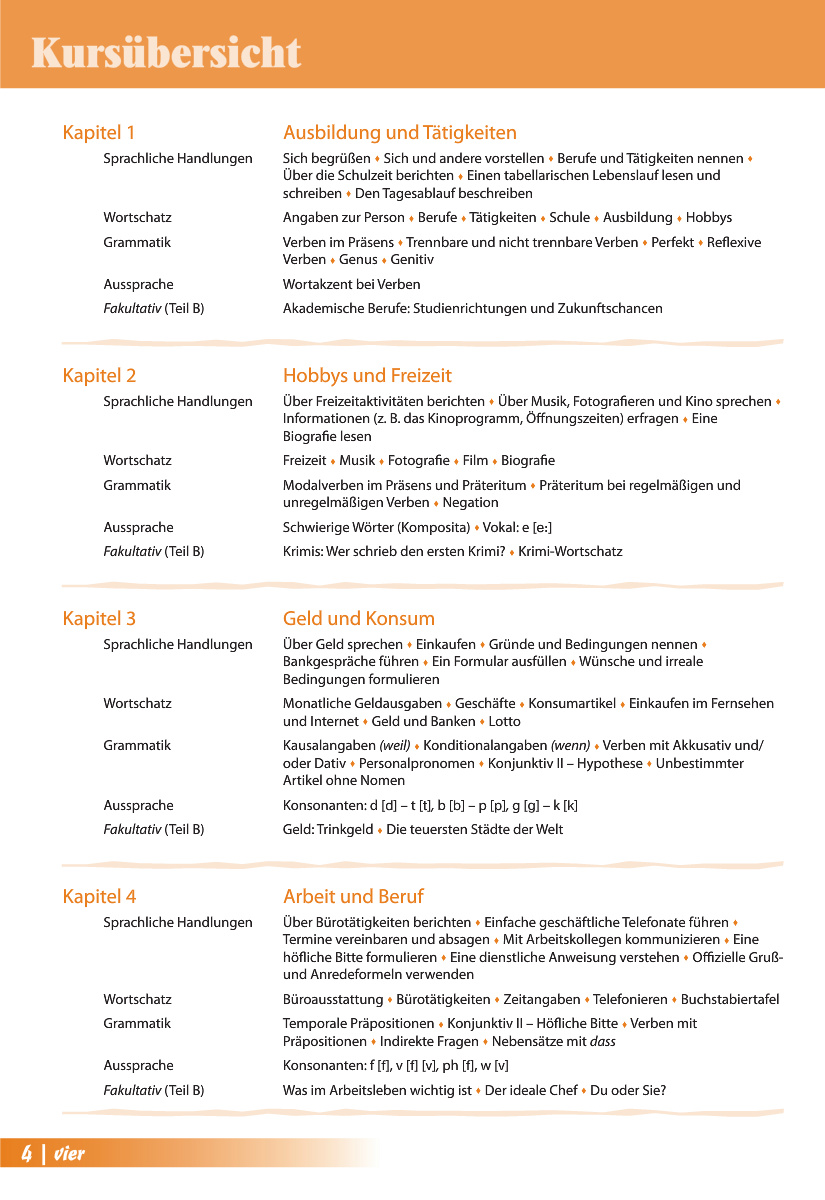 Kursübersicht
Kapitel 1 Ausbildung und Tätigkeiten
Sprachliche Handlungen Sich begrüßen ♦ Sich und andere vorstellen ♦ Berufe und Tätigkeiten nennen ♦
Über die Schulzeit berichten ♦ Einen tabellarischen Lebenslauf lesen und
schreiben ♦ Den Tagesablauf beschreiben
Wortschatz Angaben zur Person ♦ Berufe ♦ Tätigkeiten ♦ Schule ♦ Ausbildung ♦ Hobbys
Grammatik Verben im Präsens ♦ Trennbare und nicht trennbare Verben ♦ Perfekt ♦ Reflexive
Verben ♦ Genus ♦ Genitiv
Aussprache Wortakzent bei Verben
Fakultativ (Teil B) Akademische Berufe: Studienrichtungen und Zukunftschancen
Kapitel 2 Hobbys und Freizeit
Sprachliche Handlungen Über Freizeitaktivitäten berichten ♦ Über Musik, Fotografieren und Kino sprechen ♦
Informationen (z. B. das Kinoprogramm, Öffnungszeiten) erfragen ♦ Eine
Biografie lesen
Wortschatz Freizeit ♦ Musik ♦ Fotografie ♦ Film ♦ Biografie
Grammatik Modalverben im Präsens und Präteritum ♦ Präteritum bei regelmäßigen und
unregelmäßigen Verben ♦ Negation
Aussprache Schwierige Wörter (Komposita) ♦ Vokal: e [e:]
Fakultativ (Teil B) Krimis: Wer schrieb den ersten Krimi? ♦ Krimi-Wortschatz
Kapitel 3 Geld und Konsum
Sprachliche Handlungen Über Geld sprechen ♦ Einkaufen ♦ Gründe und Bedingungen nennen ♦
Bankgespräche führen ♦ Ein Formular ausfüllen ♦ Wünsche und irreale
Bedingungen formulieren
Wortschatz Monatliche Geldausgaben ♦ Geschäfte ♦ Konsumartikel ♦ Einkaufen im Fernsehen
und Internet ♦ Geld und Banken ♦ Lotto
Grammatik Kausalangaben (weil) ♦ Konditionalangaben (wenn) ♦ Verben mit Akkusativ und/
oder Dativ ♦ Personalpronomen ♦ Konjunktiv II – Hypothese ♦ Unbestimmter
Artikel ohne Nomen
Aussprache Konsonanten: d [d] – t [t], b [b] – p [p], g [g] – k [k]
Fakultativ (Teil B) Geld: Trinkgeld ♦ Die teuersten Städte der Welt
Kapitel 4 Arbeit und Beruf
Sprachliche Handlungen Über Bürotätigkeiten berichten ♦ Einfache geschäftliche Telefonate führen ♦
Termine vereinbaren und absagen ♦ Mit Arbeitskollegen kommunizieren ♦ Eine
höfliche Bitte formulieren ♦ Eine dienstliche Anweisung verstehen ♦ Offizielle Gruß-
und Anredeformeln verwenden
Wortschatz Büroausstattung ♦ Bürotätigkeiten ♦ Zeitangaben ♦ Telefonieren ♦ Buchstabiertafel
Grammatik Temporale Präpositionen ♦ Konjunktiv II – Höfliche Bitte ♦ Verben mit
Präpositionen ♦ Indirekte Fragen ♦ Nebensätze mit dass
Aussprache Konsonanten: f [f], v [f] [v], ph [f], w [v]
Fakultativ (Teil B) Was im Arbeitsleben wichtig ist ♦ Der ideale Chef ♦ Du oder Sie?
4 | vier